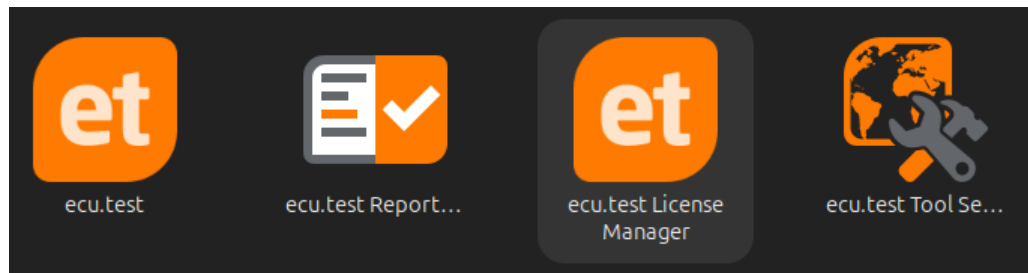 et
et
ecu.test
ecu.test Report...
ecu.test License
Manager
ecu.test Tool Se...